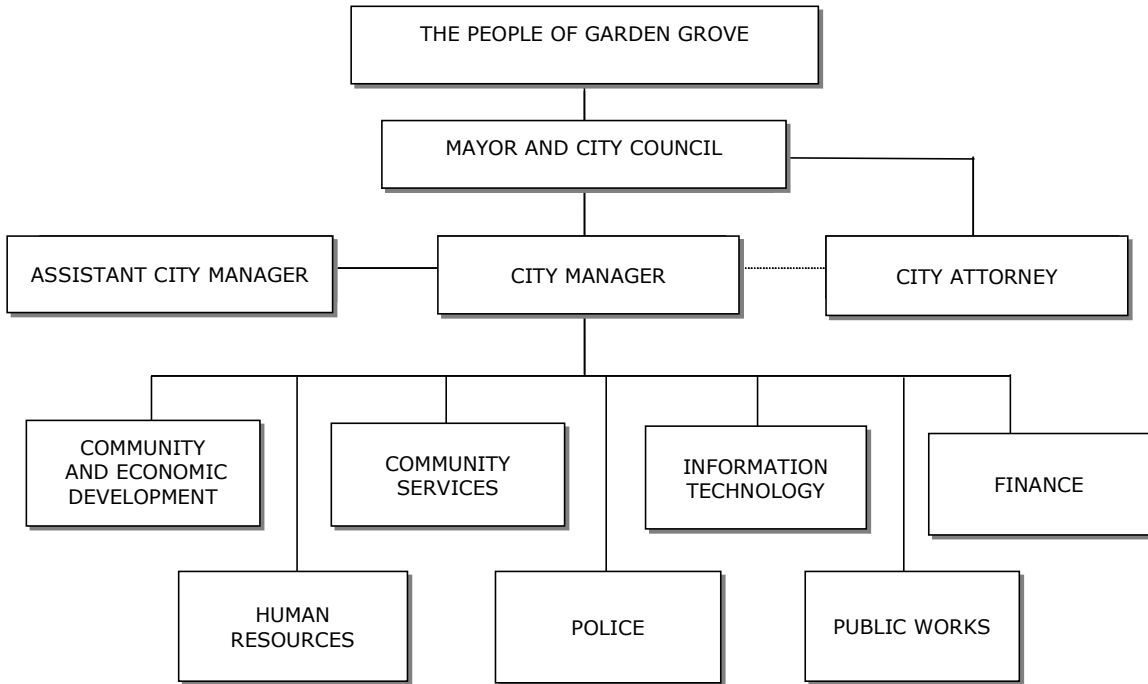 THE PEOPLE OF GARDEN GROVE
MAYOR AND CITY COUNCIL
ASSISTANT CITY MANAGER
CITY MANAGER
CITY ATTORNEY
COMMUNITY
AND ECONOMIC
DEVELOPMENT
COMMUNITY
SERVICES
INFORMATION
TECHNOLOGY
FINANCE
HUMAN
RESOURCES
POLICE
PUBLIC WORKS